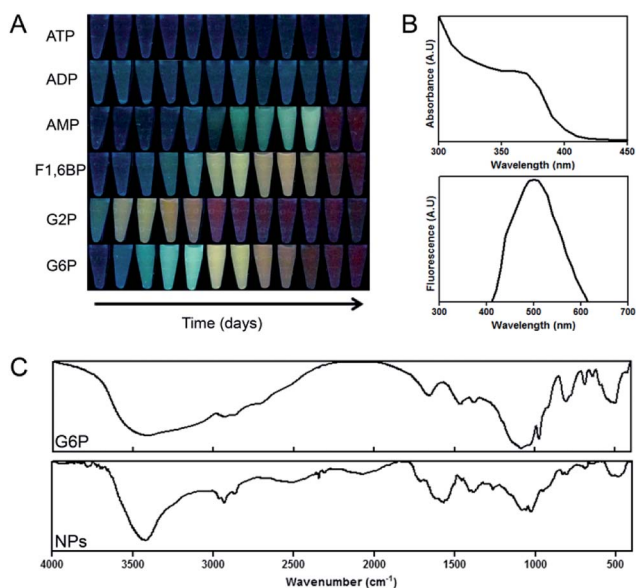 A
ATP
ADP
AMP
F1,6BP
G2P
G6P
Time (days)
B
Absorbance (A.U)
300 350 400 450
Wavelength (nm)
Fluorescence (A.U)
300 400 500 600 700
Wavelength (nm)
C
G6P
NPs
4000 3500 3000 2500 2000 1500 1000 500
Wavenumber (cm⁻¹)